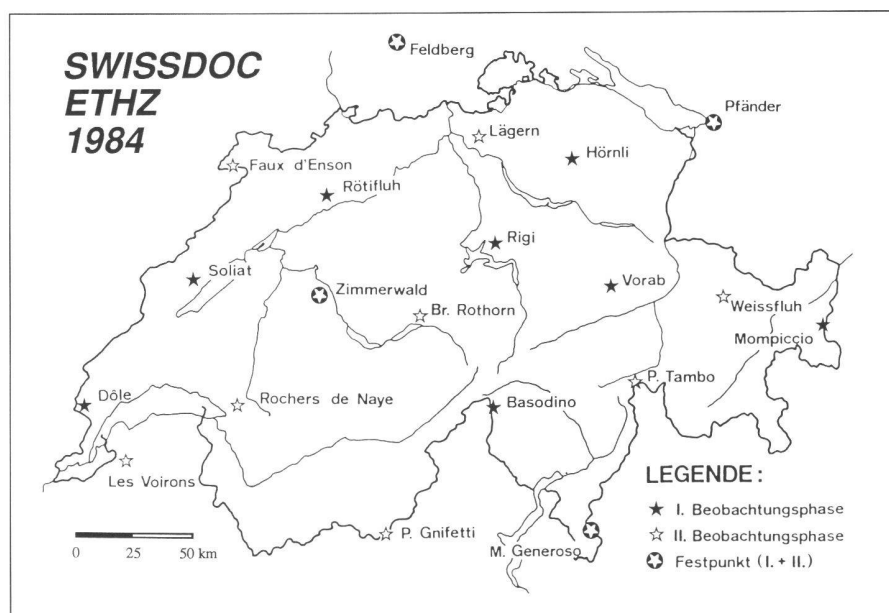 SWISSDOC
ETHZ
1984
Feldberg
Pfänder
Lägern
Hörnli
Faux d'Enson
Rötifluh
Rigi
Soliat
Zimmerwald
Vorab
Weissfluh
Br. Rothorn
Mompiccio
P. Tambo
Dôle
Rochers de Naye
Basodino
Les Voirons
P. Gnifetti
M. Generoso
LEGENDE:
I. Beobachtungsphase
II. Beobachtungsphase
Festpunkt (I. + II.)
0 25 50 km